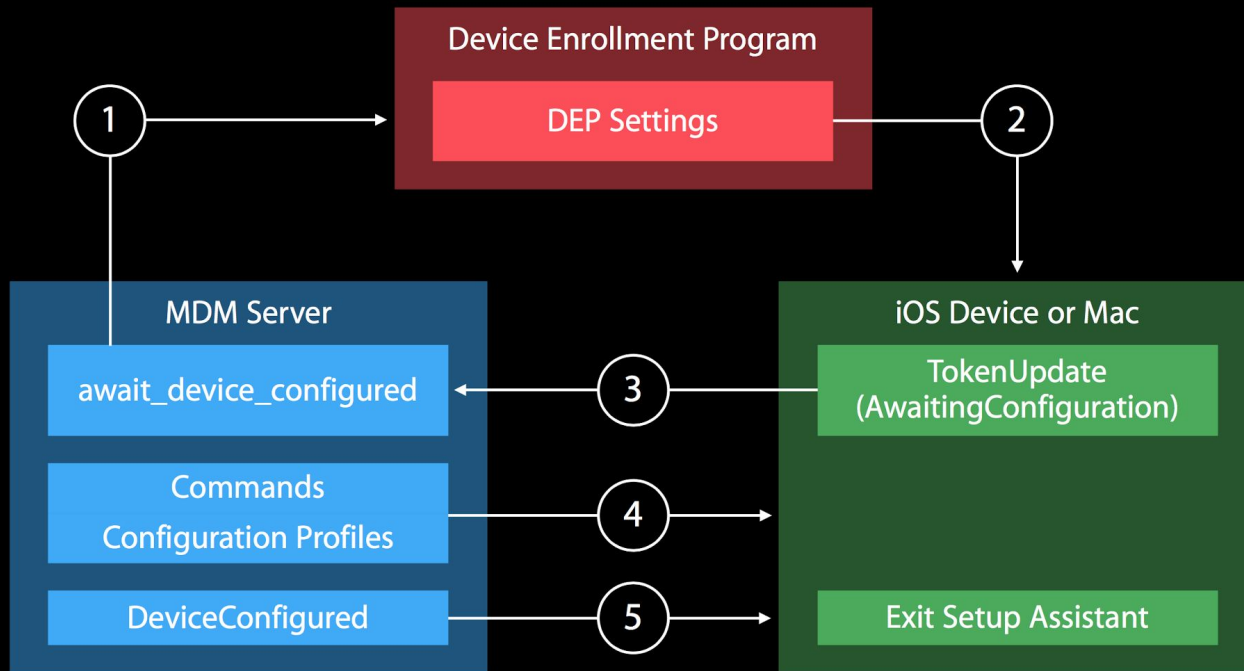 Device Enrollment Program
DEP Settings
1
2
MDM Server
await_device_configured
Commands
Configuration Profiles
DeviceConfigured
3
4
5
iOS Device or Mac
TokenUpdate
(AwaitingConfiguration)
Exit Setup Assistant